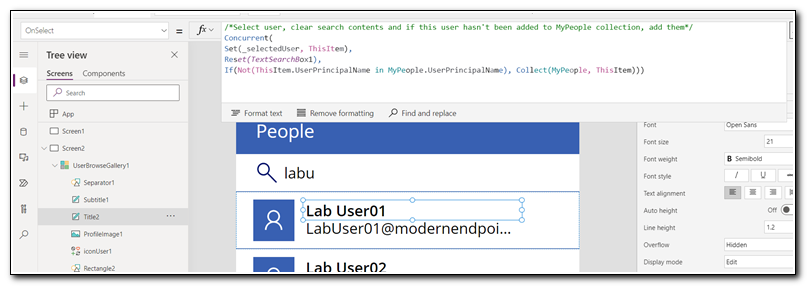 OnSelect
=
fx
/*Select user, clear search contents and if this user hasn't been added to MyPeople collection, add them*/
Concurrent(
Set(_selectedUser, ThisItem),
Reset(TextSearchBox1),
If(Not(ThisItem.UserPrincipalName in MyPeople.UserPrincipalName), Collect(MyPeople, ThisItem)))
Format text
Remove formatting
Find and replace
Tree view
Screens
Components
Search
App
Screen1
Screen2
UserBrowseGallery1
Separator1
Subtitle1
Title2
ProfileImage1
iconUser1
Rectangle2
People
labu
Lab User01
LabUser01@modernendpoi...
Lab User02
Font
Open Sans
Font size
21
Font weight
B Semibold
Font style
/ U
Text alignment
Auto height
Off
Line height
1.2
Overflow
Hidden
Display mode
Edit